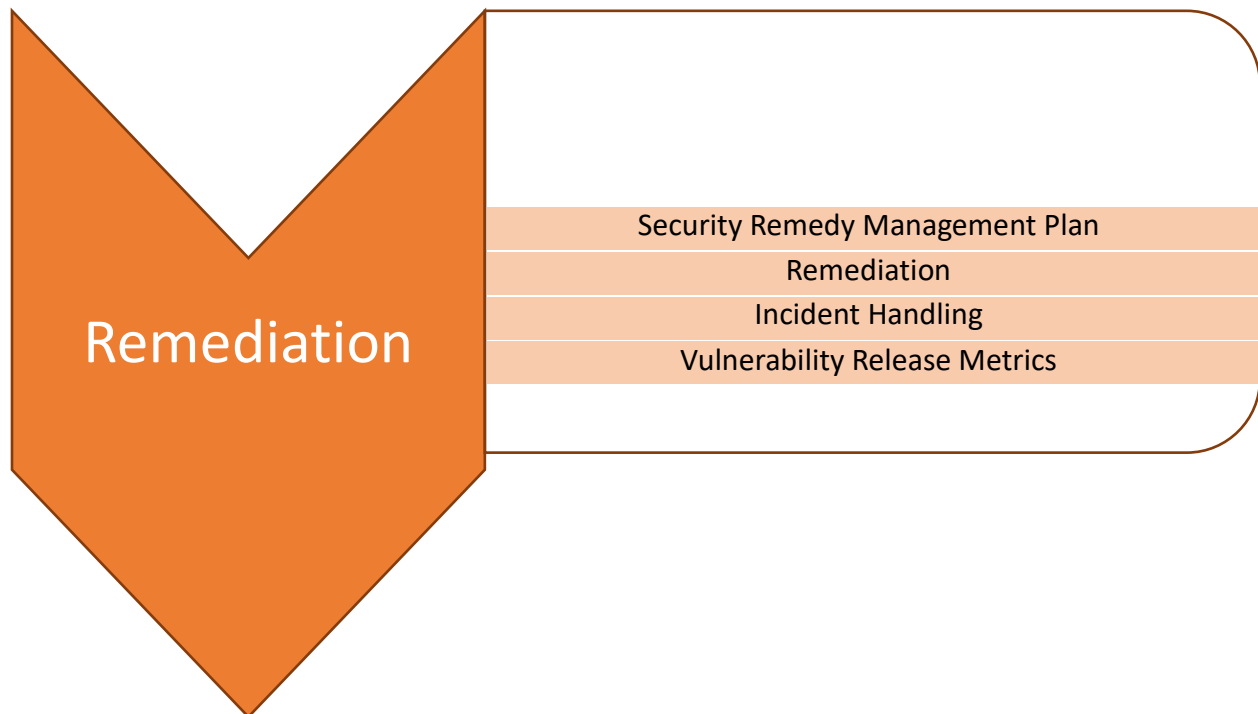 Remediation
Security Remedy Management Plan
Remediation
Incident Handling
Vulnerability Release Metrics